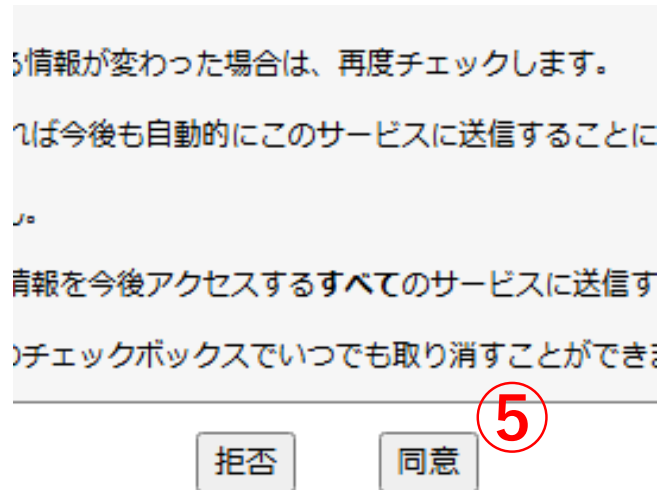 情報が変わった場合は、再度チェックします。
れば今後も自動的にこのサービスに送信することに
ん。
情報を今後アクセスするすべてのサービスに送信す
のチェックボックスでいつでも取り消すことができま
⑤
拒否 同意